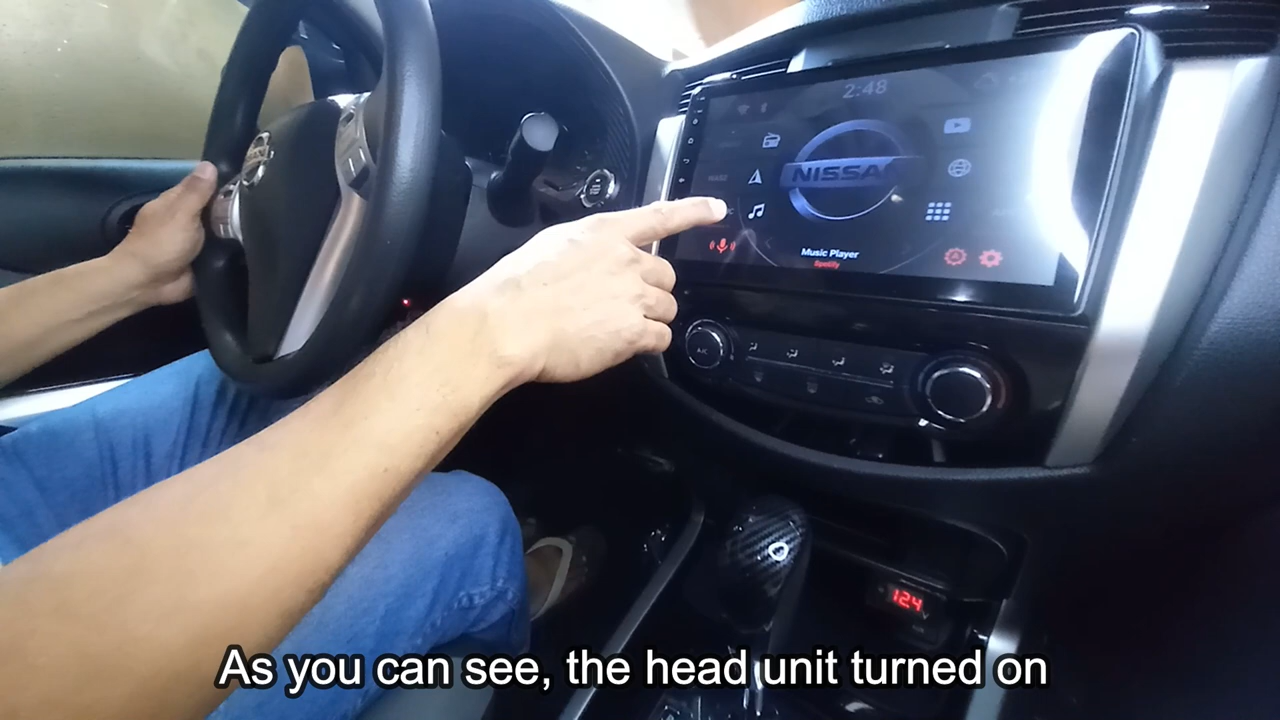 2:48
NISSAN
Music Player
Spotify
A/C
124
As you can see, the head unit turned on